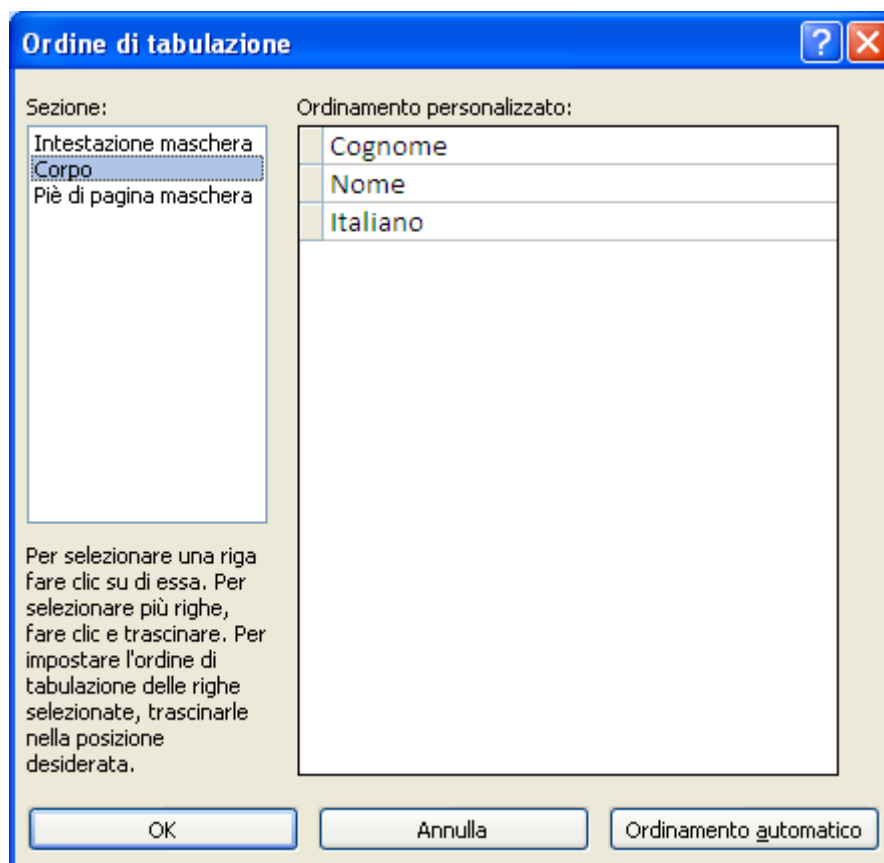 Ordine di tabulazione
Sezione:
Intestazione maschera
Corpo
Piè di pagina maschera
Per selezionare una riga
fare clic su di essa. Per
selezionare più righe,
fare clic e trascinare. Per
impostare l'ordine di
tabulazione delle righe
selezionate, trascinarle
nella posizione
desiderata.
Ordinamento personalizzato:
Cognome
Nome
Italiano
OK
Annulla
Ordinamento automatico